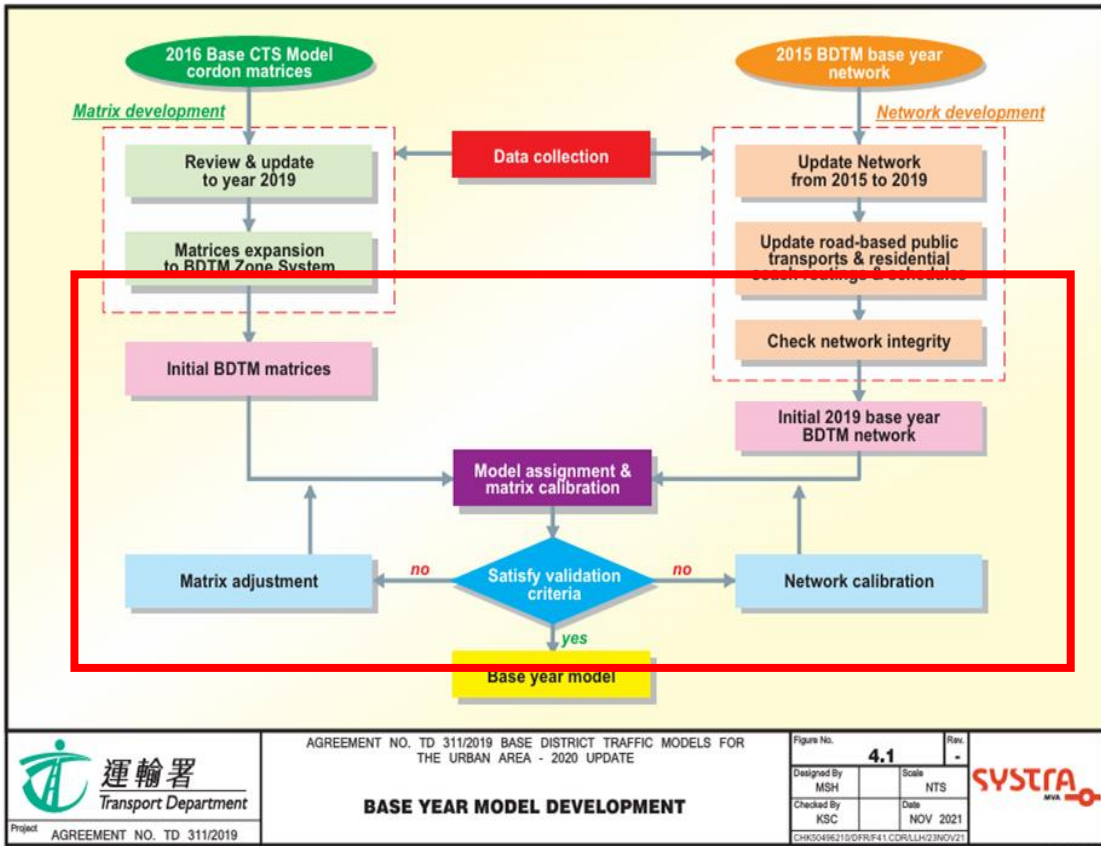 2016 Base CTS Model
cordon matrices
2015 BDTM base year
network
Matrix development
Network development
Data collection
Review & update
to year 2019
Update Network
from 2015 to 2019
Matrices expansion
to BDTM Zone System
Update road-based public
transports & residential
coach routings & schedules
Check network integrity
Initial BDTM matrices
Initial 2019 base year
BDTM network
Model assignment &
matrix calibration
Matrix adjustment
no
Satisfy validation
criteria
no
Network calibration
yes
Base year model
運輸署
Transport Department
Project AGREEMENT NO. TD 311/2019
AGREEMENT NO. TD 311/2019 BASE DISTRICT TRAFFIC MODELS FOR
THE URBAN AREA - 2020 UPDATE
BASE YEAR MODEL DEVELOPMENT
Figure No.
4.1
Rev.
-
Designed By
MSH
Scale
NTS
Checked By
KSC
Date
NOV 2021
CHK50496210/DFR/F41.CDR/LLH/23NOV21
SYSTRA
MVA